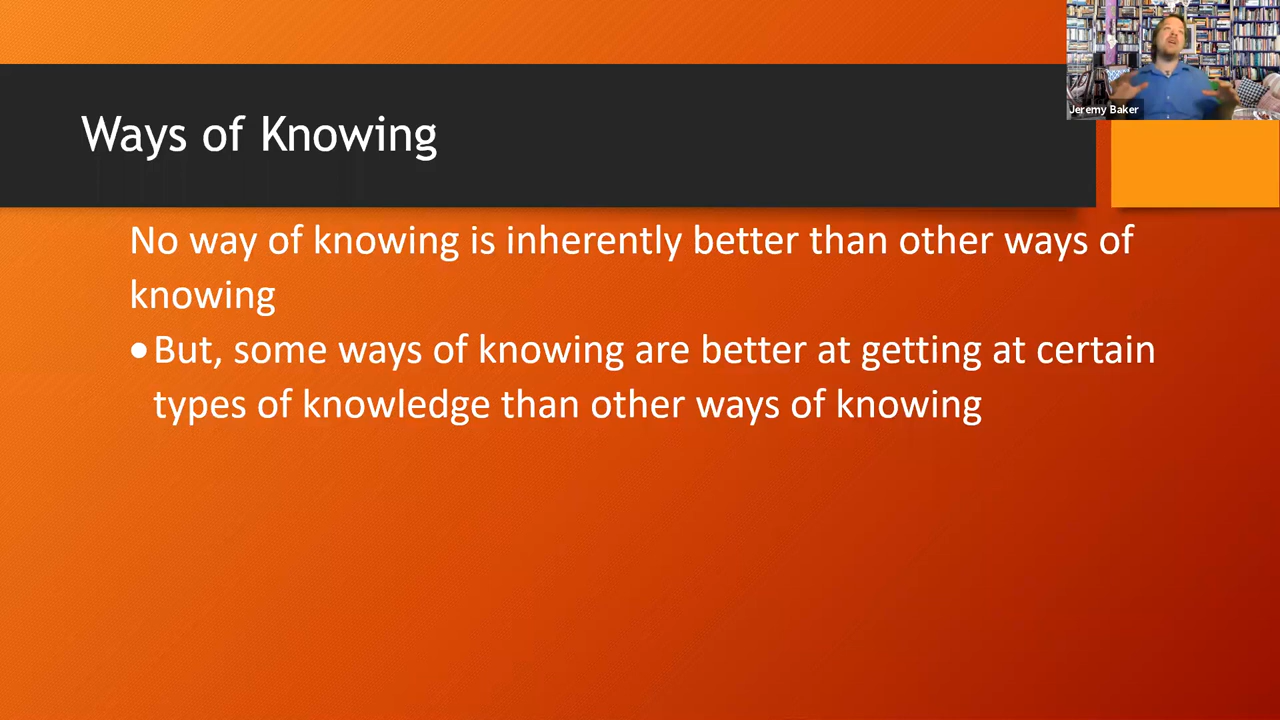 Jeremy Baker
Ways of Knowing
No way of knowing is inherently better than other ways of
knowing
•But, some ways of knowing are better at getting at certain
types of knowledge than other ways of knowing